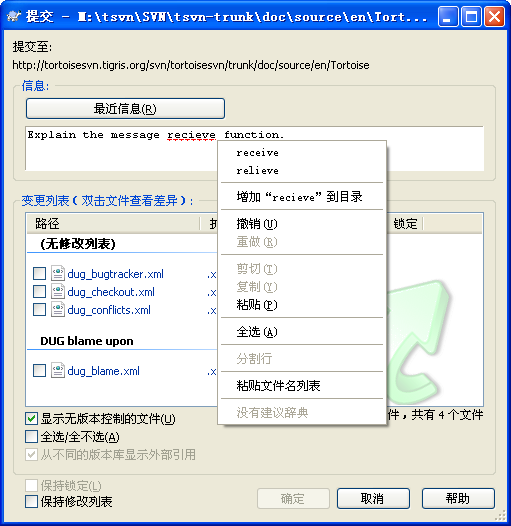 提交 - M:\tsvn\SVN\tsvn-trunk\doc\source\en\Tort...
提交至:
http://tortoisesvn.tigris.org/svn/tortoisesvn/trunk/doc/source/en/Tortoise
信息:
最近信息(R)
Explain the message recieve function.
receive
relieve
增加“recieve”到目录
撤销(U)
重做(R)
剪切(T)
复制(Y)
粘贴(P)
全选(A)
分割行
粘贴文件名列表
没有建议辞典
变更列表（双击文件查看差异）:
路径 锁定
(无修改列表)
dug_bugtracker.xml .x
dug_checkout.xml .x
dug_conflicts.xml .x
DUG blame upon
dug_blame.xml .x
显示无版本控制的文件(U) 件，共有 4 个文件
全选/全不选(A)
从不同的版本库显示外部引用
保持锁定(L)
保持修改列表
确定 取消 帮助